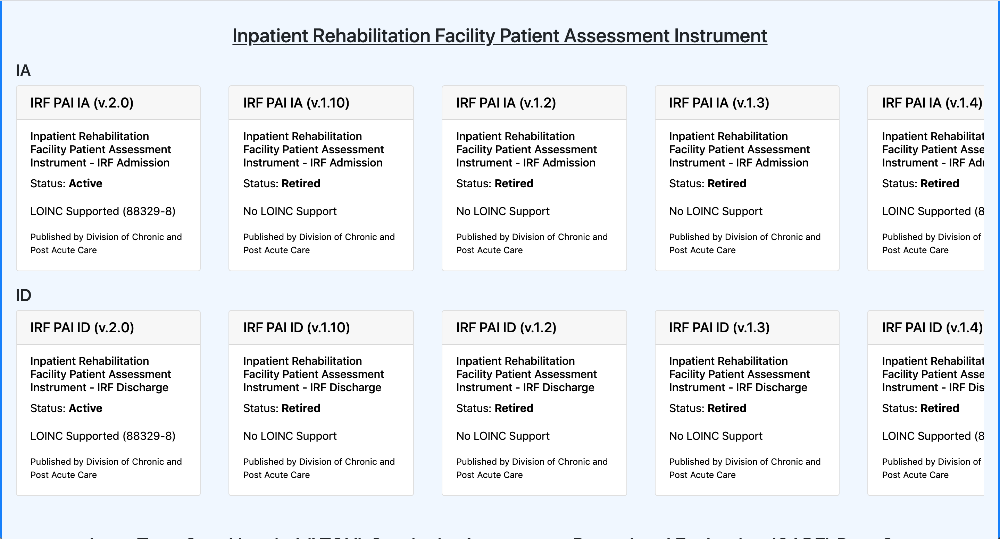 Inpatient Rehabilitation Facility Patient Assessment Instrument
IA
IRF PAI IA (v.2.0)
Inpatient Rehabilitation
Facility Patient Assessment
Instrument - IRF Admission
Status: Active
LOINC Supported (88329-8)
Published by Division of Chronic and
Post Acute Care
IRF PAI IA (v.1.10)
Inpatient Rehabilitation
Facility Patient Assessment
Instrument - IRF Admission
Status: Retired
No LOINC Support
Published by Division of Chronic and
Post Acute Care
IRF PAI IA (v.1.2)
Inpatient Rehabilitation
Facility Patient Assessment
Instrument - IRF Admission
Status: Retired
No LOINC Support
Published by Division of Chronic and
Post Acute Care
IRF PAI IA (v.1.3)
Inpatient Rehabilitation
Facility Patient Assessment
Instrument - IRF Admission
Status: Retired
No LOINC Support
Published by Division of Chronic and
Post Acute Care
IRF PAI IA (v.1.4)
Inpatient
Facility Patient
Instrument - IRF
Status: Retired
LOINC Supported (8
Published by Division of
Post Acute Care
ID
IRF PAI ID (v.2.0)
Inpatient Rehabilitation
Facility Patient Assessment
Instrument - IRF Discharge
Status: Active
LOINC Supported (88329-8)
Published by Division of Chronic and
Post Acute Care
IRF PAI ID (v.1.10)
Inpatient Rehabilitation
Facility Patient Assessment
Instrument - IRF Discharge
Status: Retired
No LOINC Support
Published by Division of Chronic and
Post Acute Care
IRF PAI ID (v.1.2)
Inpatient Rehabilitation
Facility Patient Assessment
Instrument - IRF Discharge
Status: Retired
No LOINC Support
Published by Division of Chronic and
Post Acute Care
IRF PAI ID (v.1.3)
Inpatient Rehabilitation
Facility Patient Assessment
Instrument - IRF Discharge
Status: Retired
No LOINC Support
Published by Division of Chronic and
Post Acute Care
IRF PAI ID (v.1.4)
Inpatient
Facility Patient
Instrument - IRF
Status: Retired
LOINC Supported (8
Published by Division of
Post Acute Care